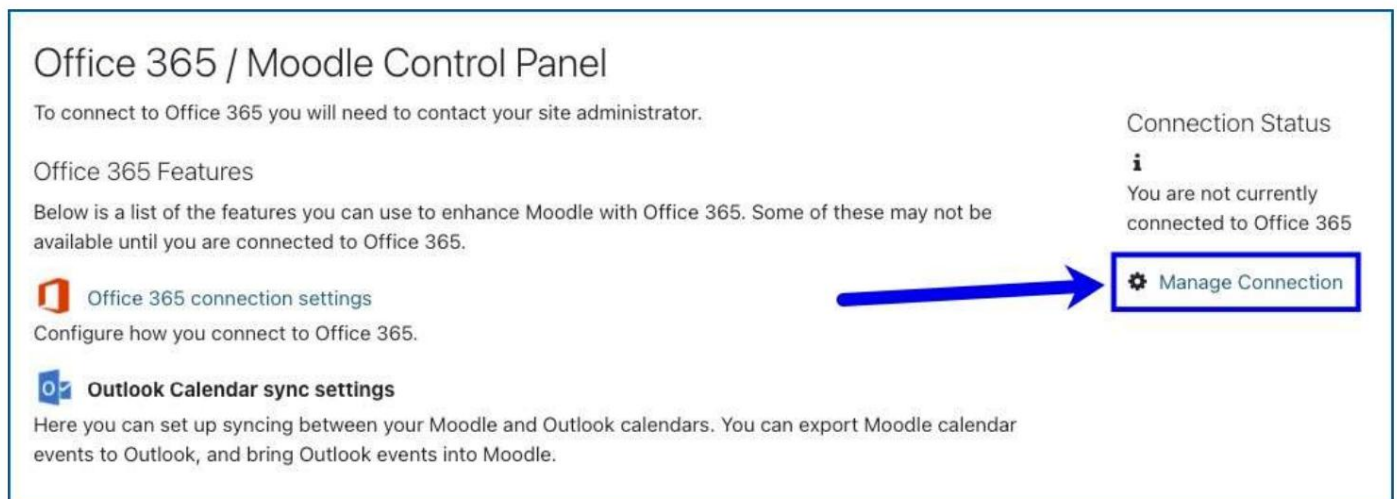 Office 365 / Moodle Control Panel
To connect to Office 365 you will need to contact your site administrator.
Office 365 Features
Below is a list of the features you can use to enhance Moodle with Office 365. Some of these may not be
available until you are connected to Office 365.
Office 365 connection settings
Configure how you connect to Office 365.
Outlook Calendar sync settings
Here you can set up syncing between your Moodle and Outlook calendars. You can export Moodle calendar
events to Outlook, and bring Outlook events into Moodle.
Connection Status
You are not currently
connected to Office 365
Manage Connection